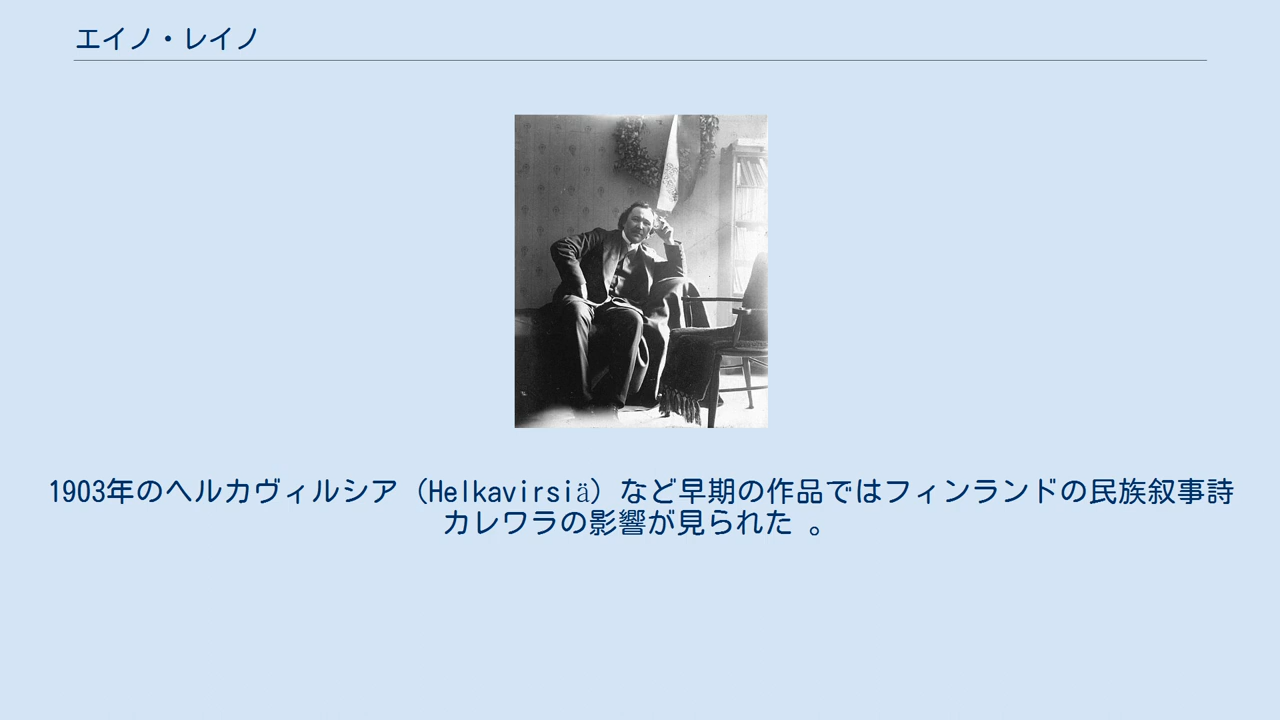 エイノ・レイノ
1903年のヘルカヴィルシア（Helkavirsiä）など早期の作品ではフィンランドの民族叙事詩
カレワラの影響が見られた 。